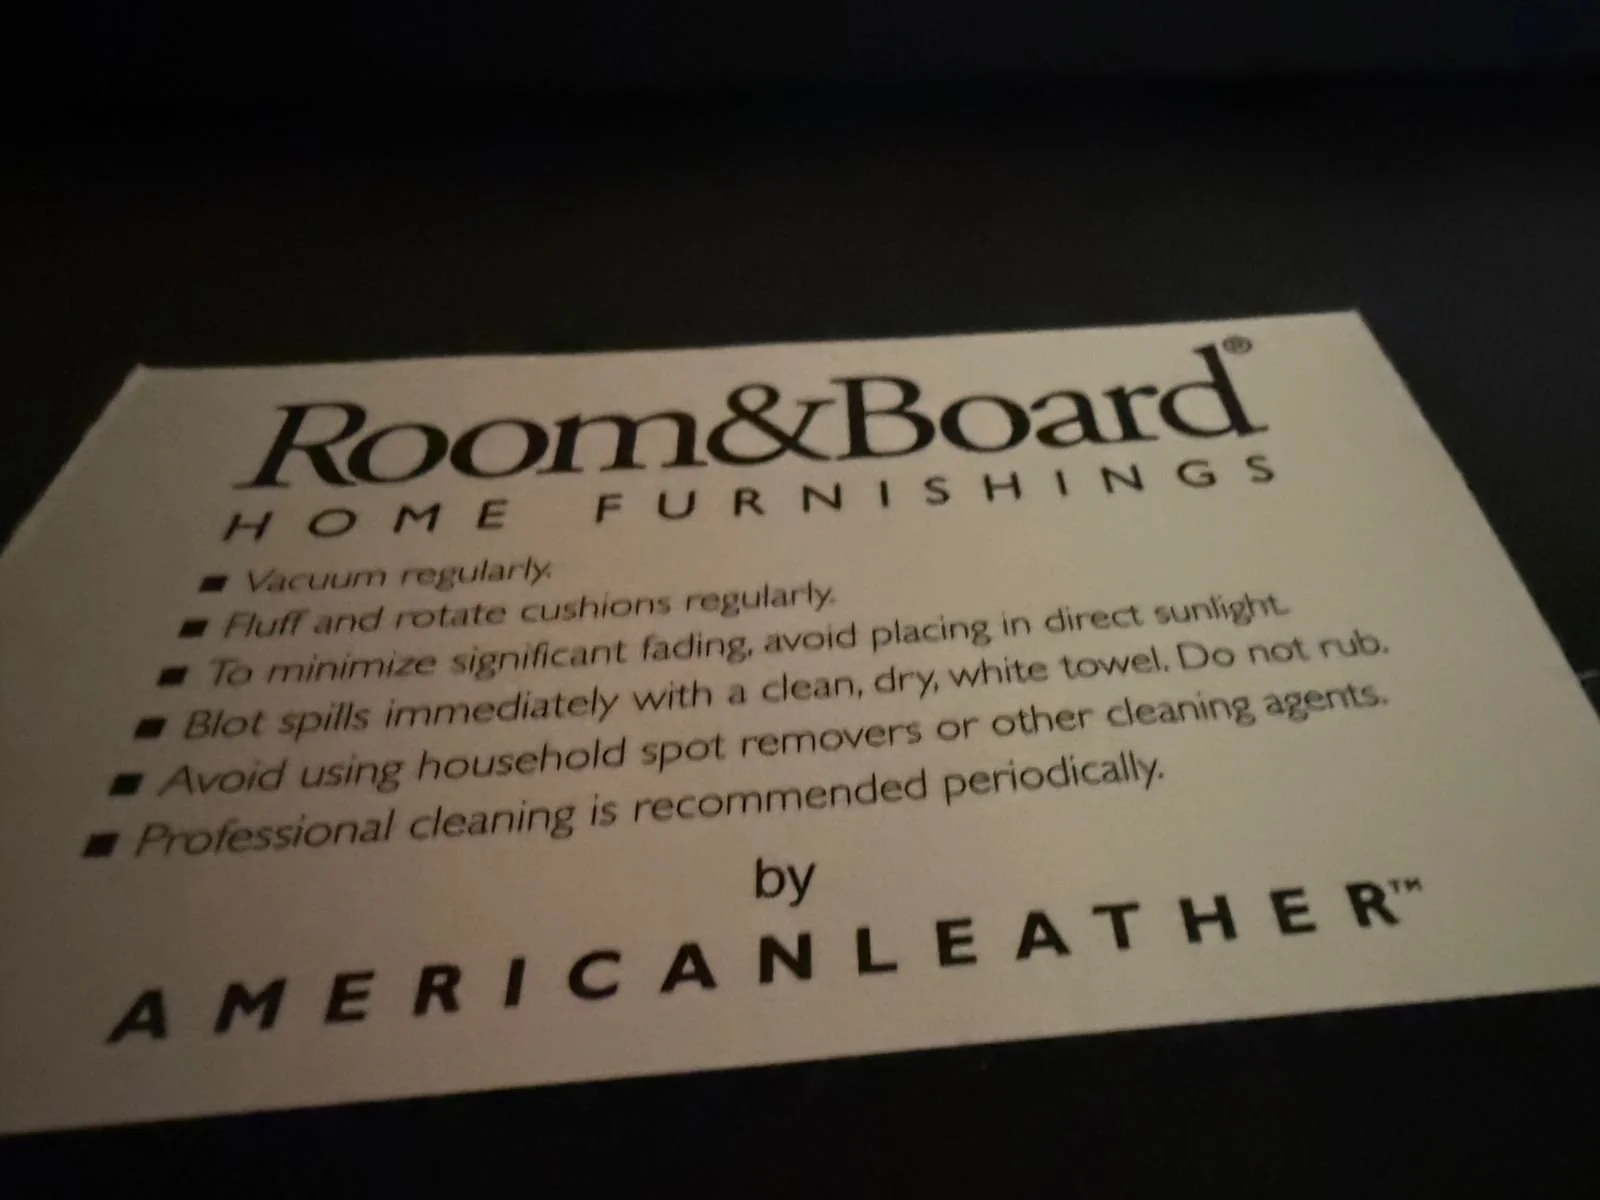 Room&Board®
HOME FURNISHINGS
■ Vacuum regularly.
■ Fluff and rotate cushions regularly.
■ To minimize significant fading, avoid placing in direct sunlight.
■ Blot spills immediately with a clean, dry, white towel. Do not rub.
■ Avoid using household spot removers or other cleaning agents.
■ Professional cleaning is recommended periodically.
by
AMERICANLEATHER™